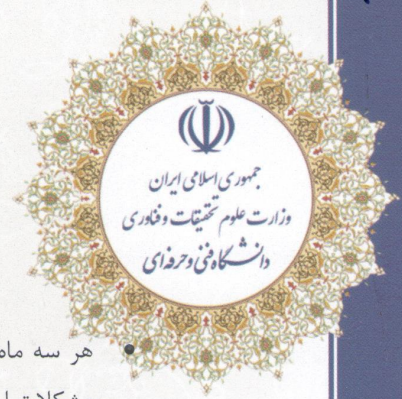 جمهوری اسلامی ایران
وزارت علوم تحقیقات و فناوری
دانشگاه فنی و حرفه‌ای
• هر سه ماه